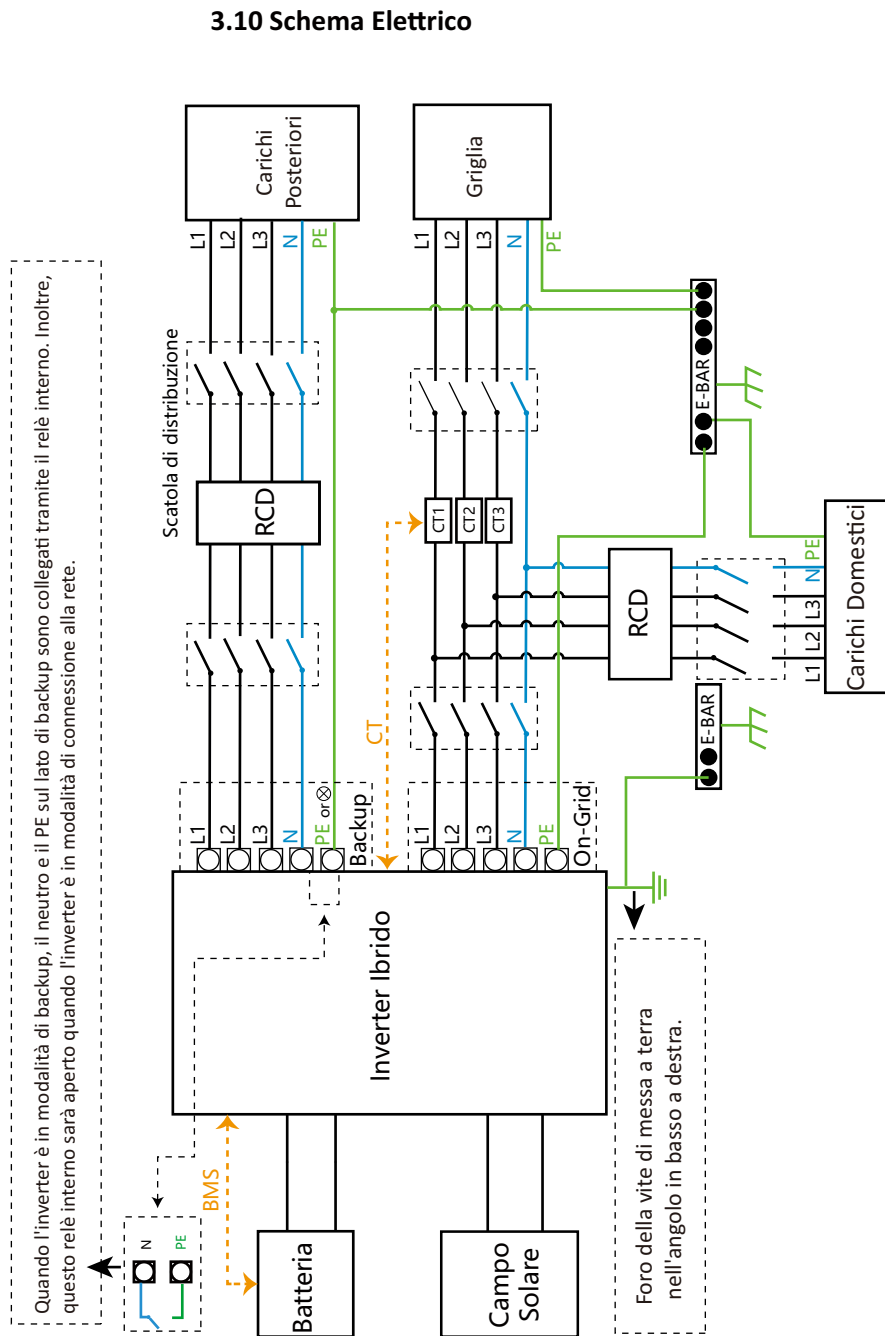 3.10 Schema Elettrico
Quando l'inverter è in modalità di backup, il neutro e il PE sul lato di backup sono collegati tramite il relè interno. Inoltre,
questo relè interno sarà aperto quando l'inverter è in modalità di connessione alla rete.
N
PE
BMS
Batteria
Campo
Solare
Inverter Ibrido
L1
L2
L3
N
PE or
Backup
CT
L1
L2
L3
N
PE
On-Grid
Scatola di distribuzione
RCD
L1
L2
L3
N
PE
Carichi
Posteriori
CT1
CT2
CT3
L1
L2
L3
N
PE
Griglia
RCD
E-BAR
E-BAR
L1
L2
L3
N
PE
Carichi Domestici
Foro della vite di messa a terra
nell'angolo in basso a destra.